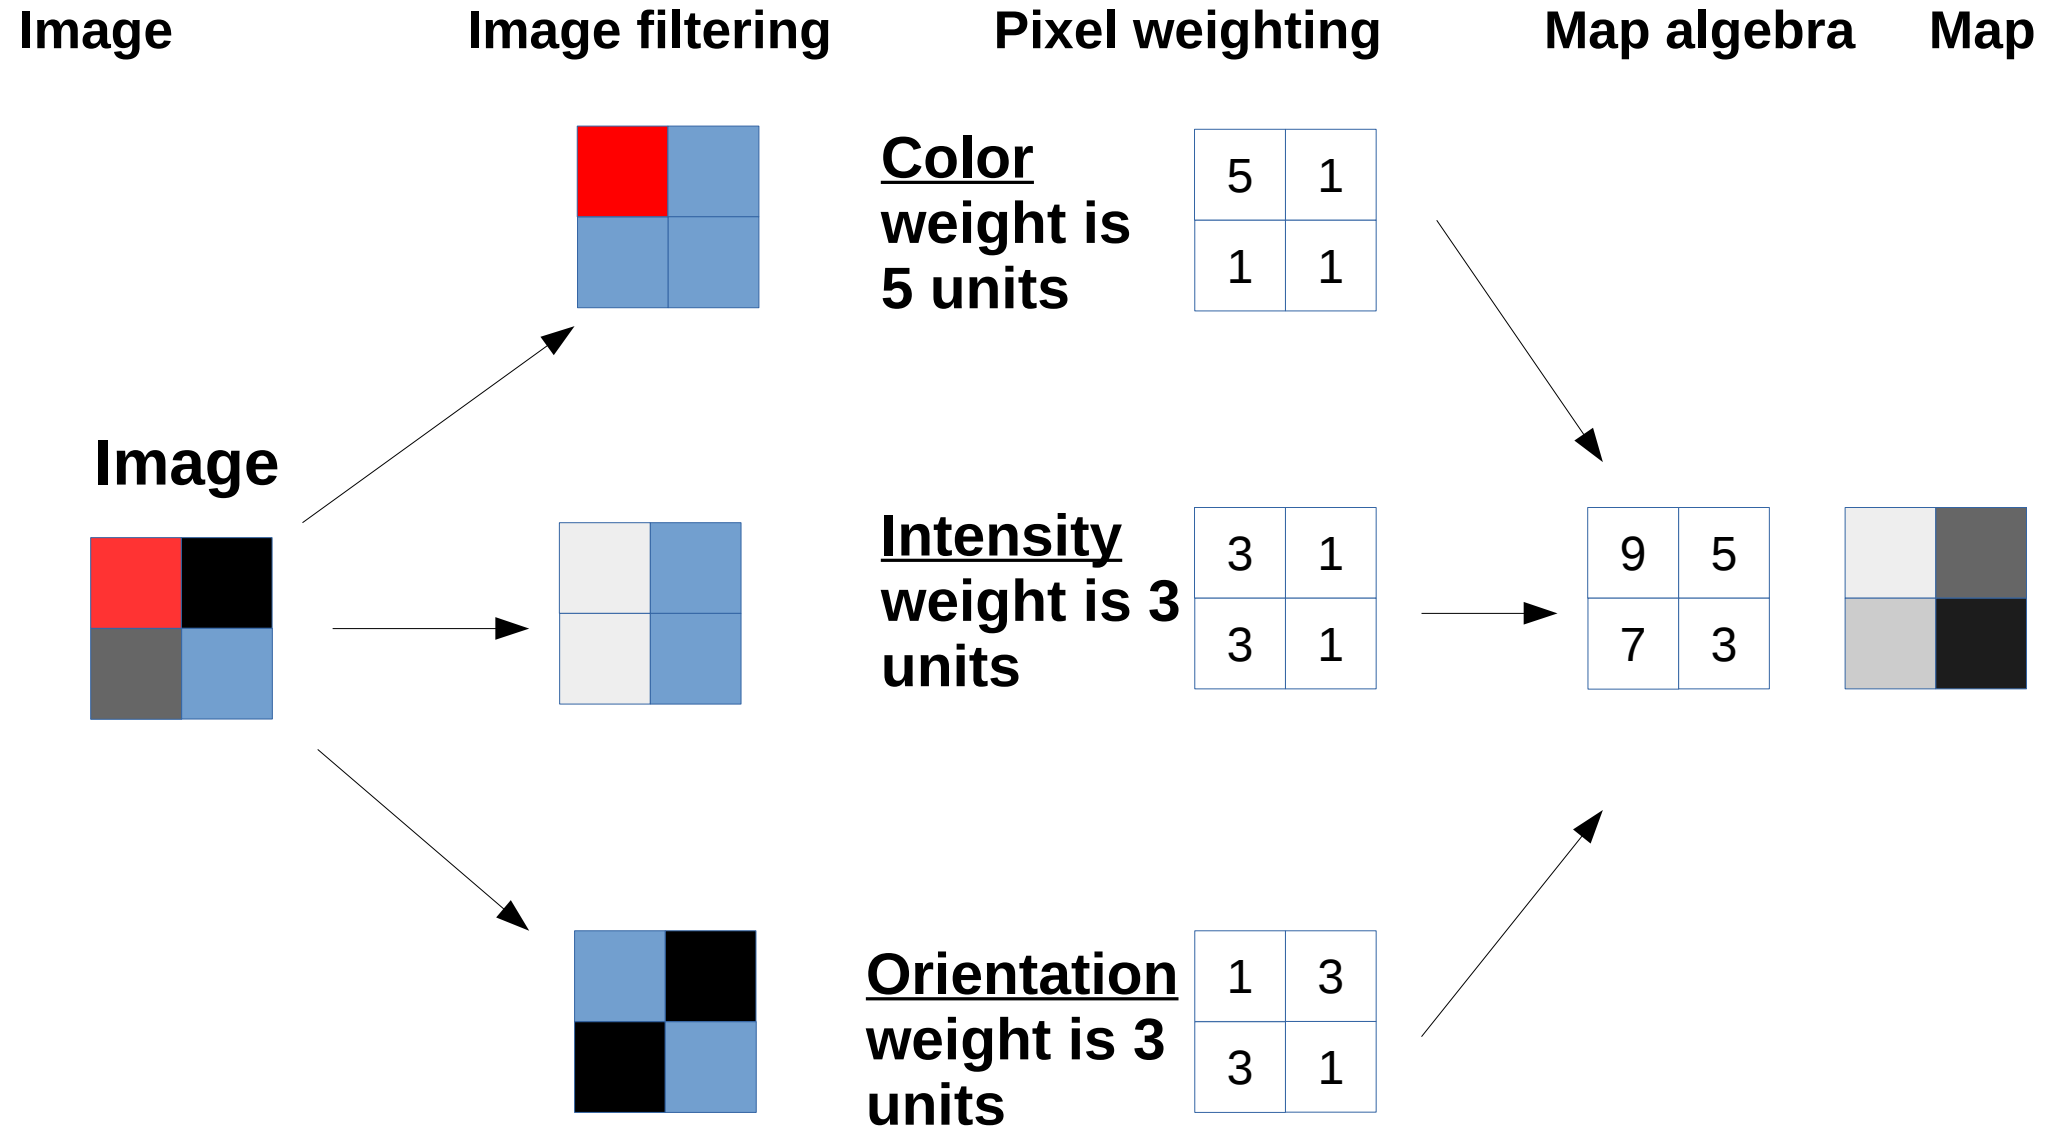 Image
Image filtering
Pixel weighting
Map algebra
Map
Color
weight is
5 units
5 1
1 1
Image
Intensity
weight is 3
units
3 1
3 1
9 5
7 3
Orientation
weight is 3
units
1 3
3 1